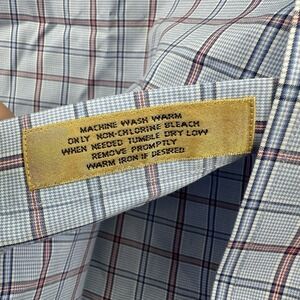 MACHINE WASH WARM
ONLY NON-CHLORINE BLEACH
WHEN NEEDED TUMBLE DRY LOW
REMOVE PROMPTLY
WARM IRON IF DESIRED